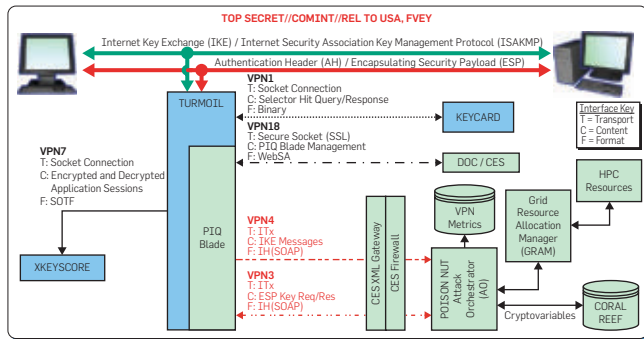 TOP SECRET//COMINT//REL TO USA, FVEY
Internet Key Exchange (IKE) / Internet Security Association Key Management Protocol (ISAKMP)
Authentication Header (AH) / Encapsulating Security Payload (ESP)
TURMOIL
VPN1
T: Socket Connection
C: Selector Hit Query/Response
F: Binary
KEYCARD
Interface Key
T = Transport
C = Content
F = Format
VPN18
T: Secure Socket (SSL)
C: PIQ Blade Management
F: WebSA
DOC / CES
VPN7
T: Socket Connection
C: Encrypted and Decrypted
Application Sessions
F: SOTF
PIQ
Blade
XKEYSCORE
VPN4
T: ITx
C: IKE Messages
F: IH(SOAP)
VPN3
T: ITx
C: ESP Key Req/Res
F: IH(SOAP)
CES XML Gateway
CES Firewall
VPN
Metrics
POISON NUT
Attack
Orchestrator
(AO)
Grid
Resource
Allocation
Manager
(GRAM)
HPC
Resources
Cryptovariables
CORAL
REEF